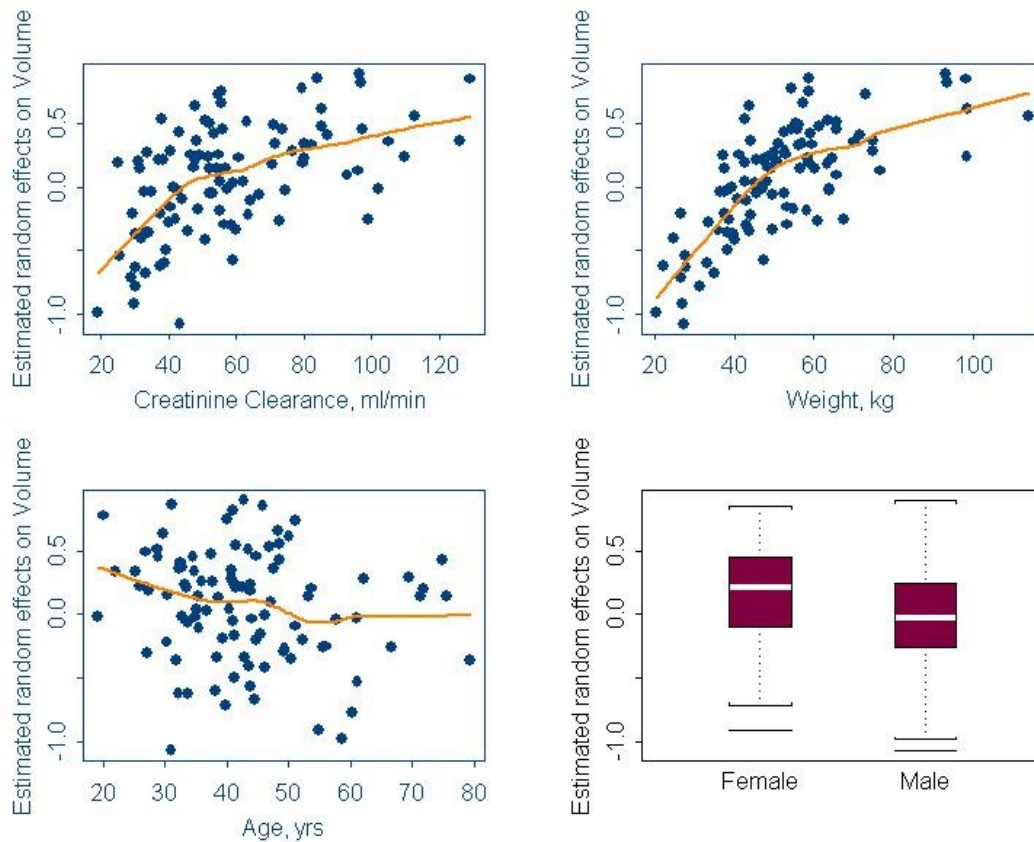 Estimated random effects on Volume
0.5
0.0
-1.0
20 40 60 80 100 120
Creatinine Clearance, ml/min
Estimated random effects on Volume
0.5
0.0
-1.0
20 40 60 80 100
Weight, kg
Estimated random effects on Volume
0.5
0.0
-1.0
20 30 40 50 60 70 80
Age, yrs
Estimated random effects on Volume
0.5
0.0
-1.0
Female Male